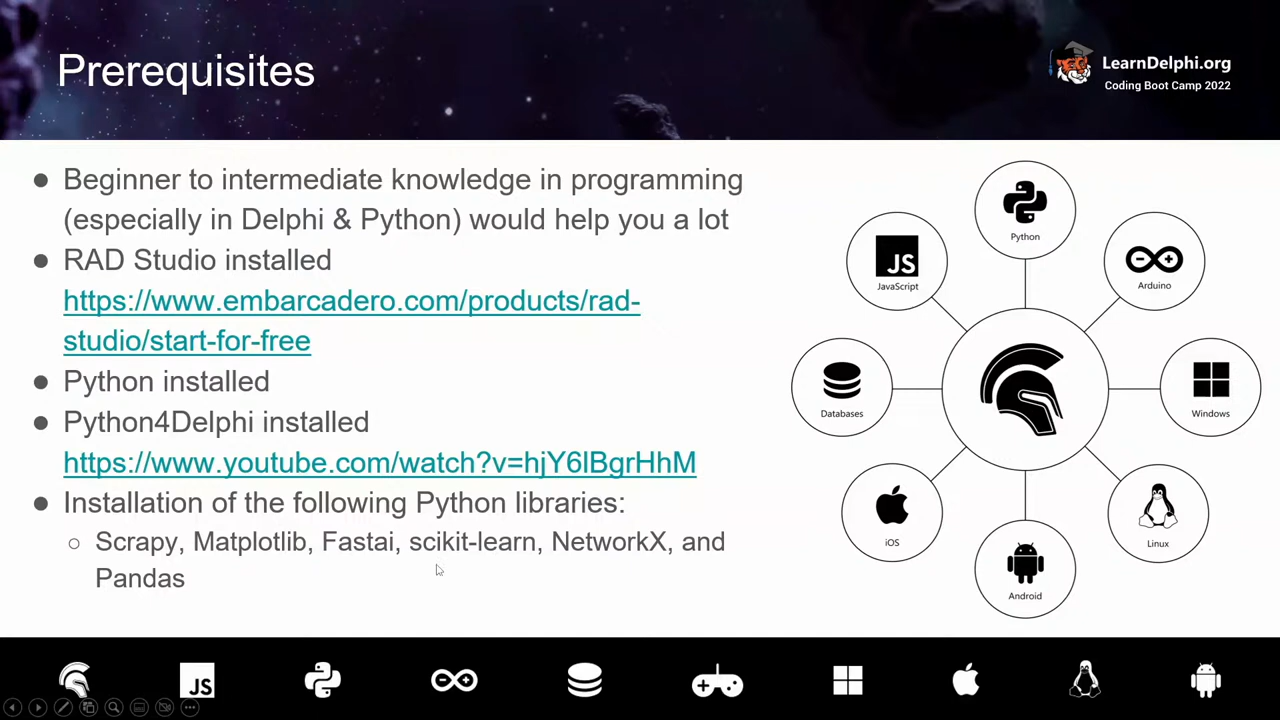 Prerequisites
LearnDelphi.org
Coding Boot Camp 2022
● Beginner to intermediate knowledge in programming
(especially in Delphi & Python) would help you a lot
● RAD Studio installed
https://www.embarcadero.com/products/rad-
studio/start-for-free
● Python installed
● Python4Delphi installed
https://www.youtube.com/watch?v=hjY6lBgrHhM
● Installation of the following Python libraries:
○ Scrapy, Matplotlib, Fastai, scikit-learn, NetworkX, and
Pandas
Python
JS
JavaScript
Arduino
Databases
Windows
iOS
Linux
Android
JS